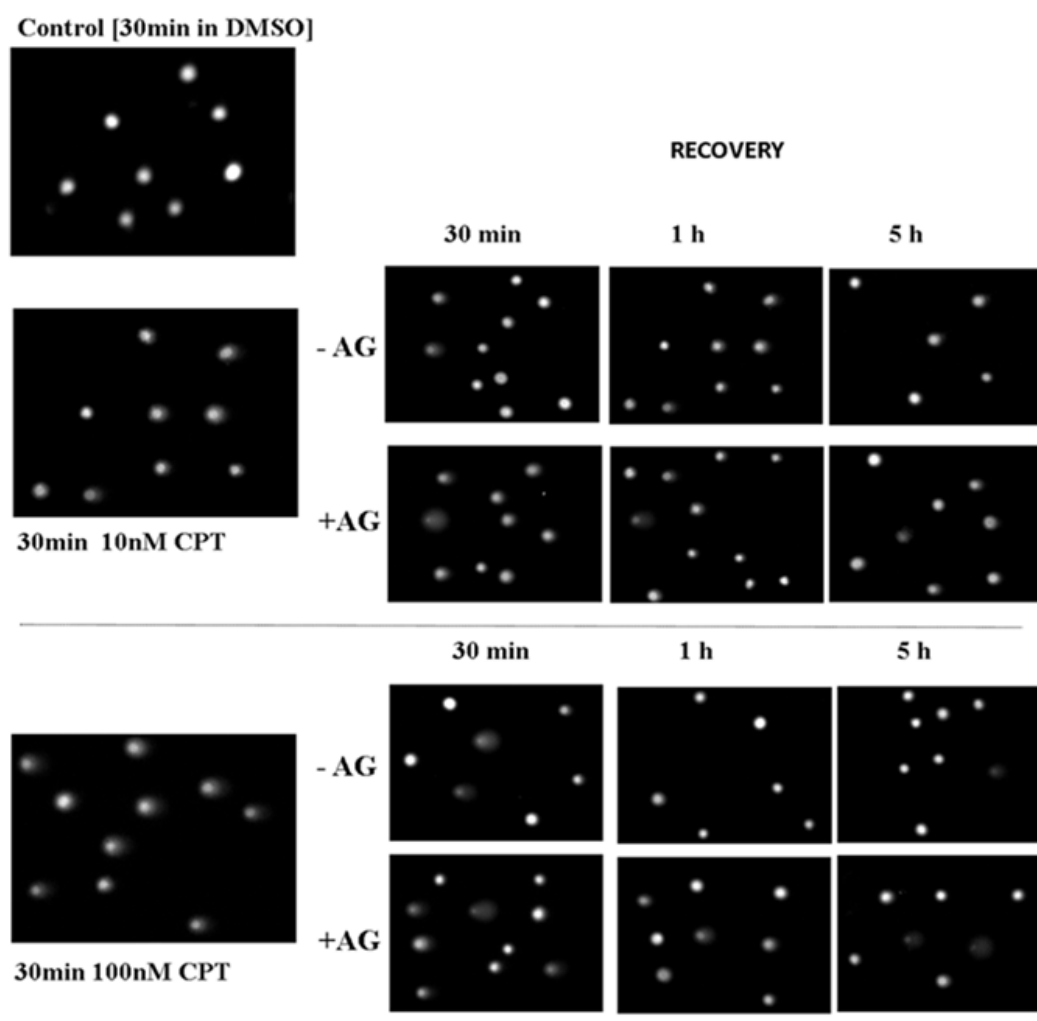 Control [30min in DMSO]
RECOVERY
30 min 1 h 5 h
- AG
+AG
30min 10nM CPT
30 min 1 h 5 h
- AG
+AG
30min 100nM CPT